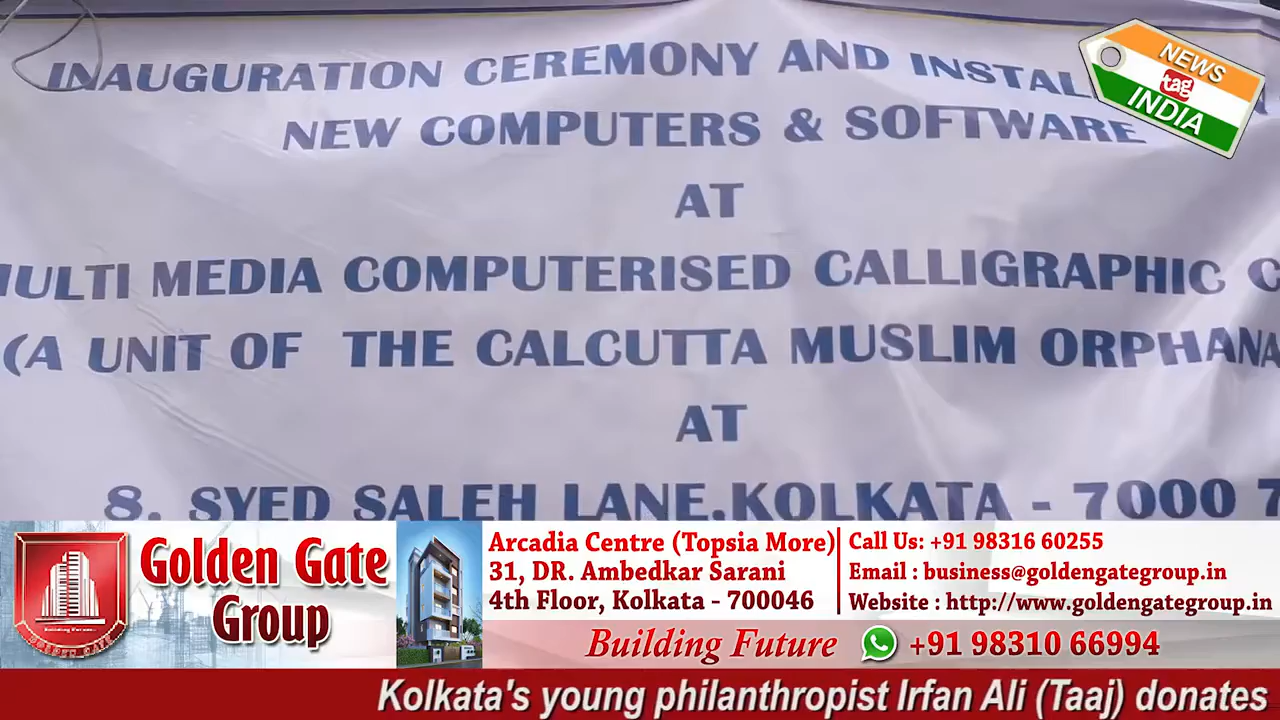 INAUGURATION CEREMONY AND INSTAL
NEW COMPUTERS & SOFTWARE
AT
MULTI MEDIA COMPUTERISED CALLIGRAPHIC C
(A UNIT OF THE CALCUTTA MUSLIM ORPHANA
AT
8. SYED SALEH LANE, KOLKATA - 7000 7
NEWS
tag
INDIA
Golden Gate
Group
Building Future
Arcadia Centre (Topsia More)
31, DR. Ambedkar Sarani
4th Floor, Kolkata - 700046
Call Us: +91 98316 60255
Email : business@goldengategroup.in
Website : http://www.goldengategroup.in
+91 98310 66994
Kolkata's young philanthropist Irfan Ali (Taaj) donates